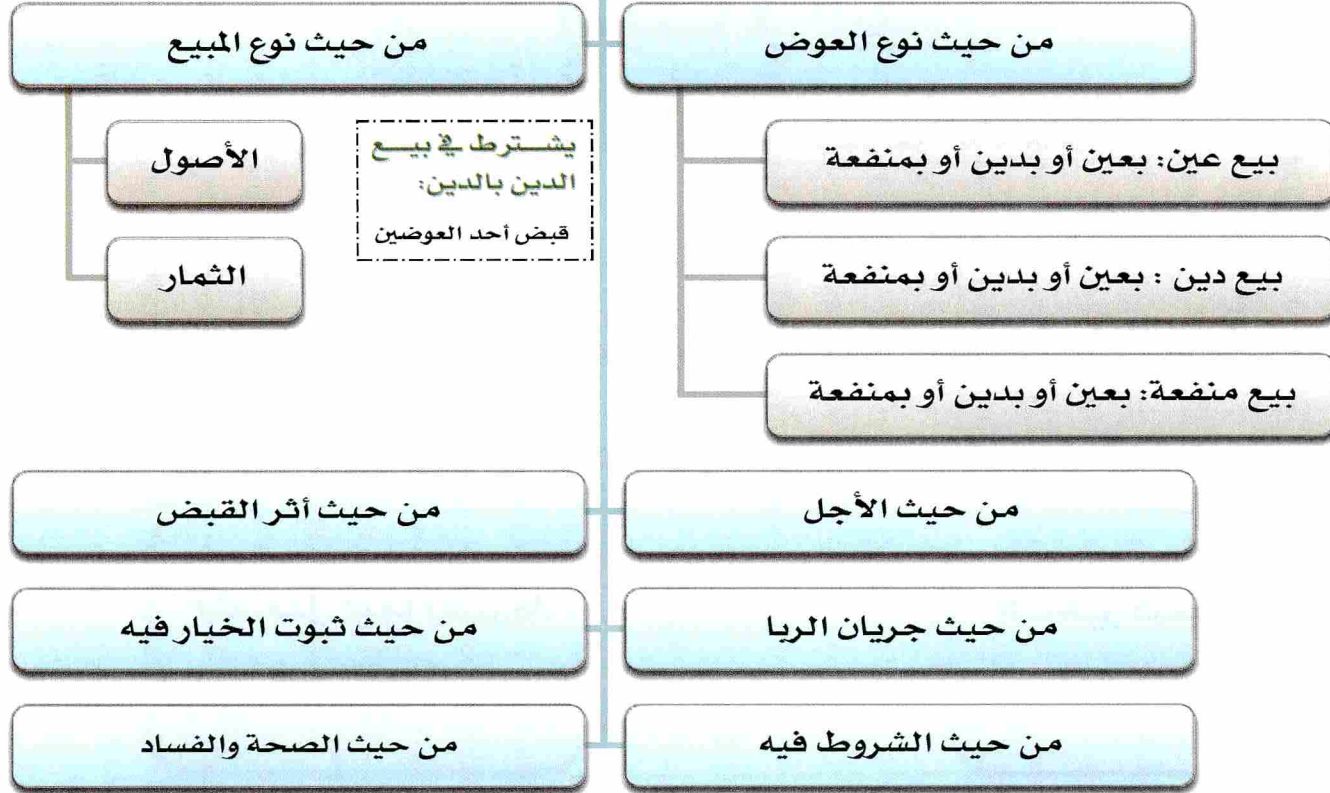 من حيث نوع العوض
بيع عين: بعين أو بدين أو بمنفعة
بيع دين : بعين أو بدين أو بمنفعة
بيع منفعة: بعين أو بدين أو بمنفعة
من حيث نوع المبيع
الأصول
الثمار
يشــترط في بيــع
الدين بالدين:
قبض أحد العوضين
من حيث الأجل
من حيث أثر القبض
من حيث جريان الربا
من حيث ثبوت الخيار فيه
من حيث الشروط فيه
من حيث الصحة والفساد